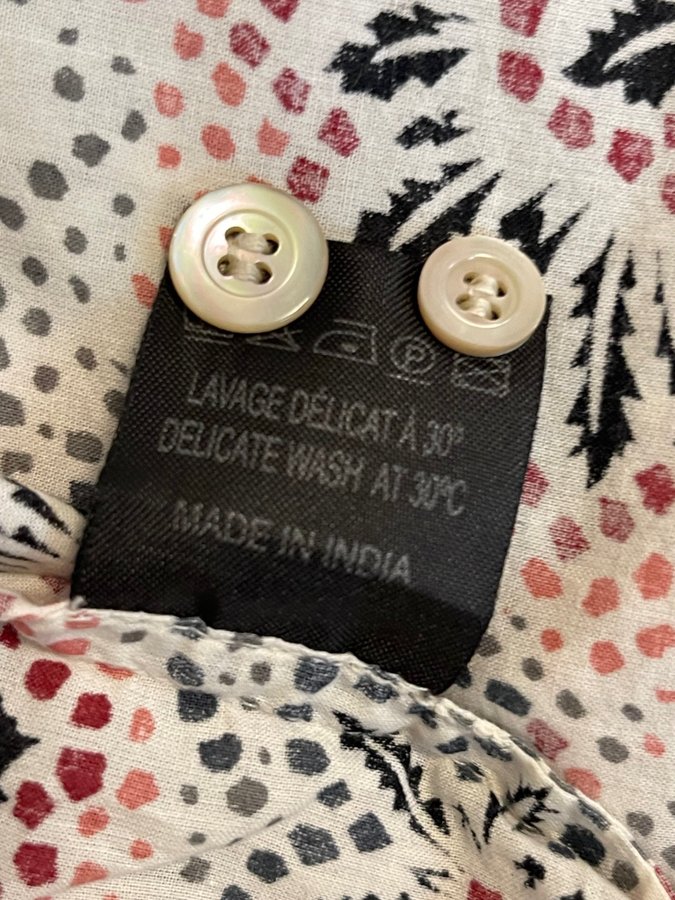 P
LAVAGE DÉLICAT À 30°
DELICATE WASH AT 30°C
MADE IN INDIA